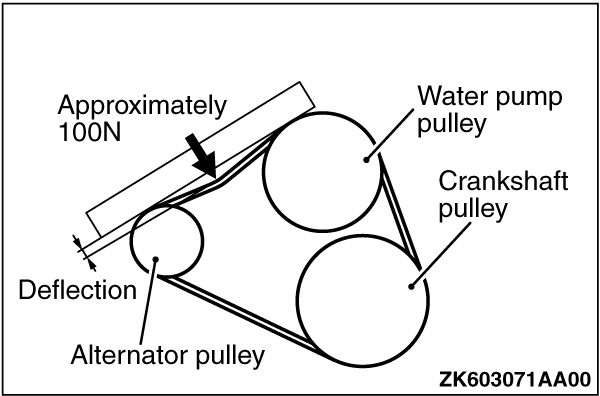 Approximately
100N
Water pump
pulley
Crankshaft
pulley
Deflection
Alternator pulley
ZK603071AA00